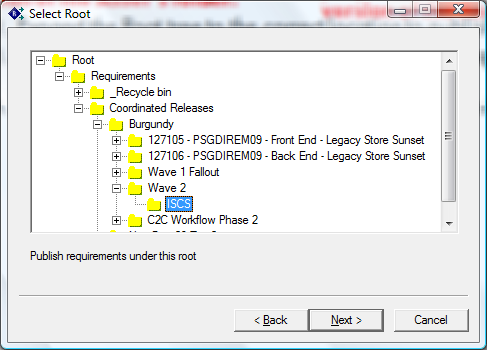 Select Root
Root
Requirements
_Recycle bin
Coordinated Releases
Burgundy
127105 - PSGDIREM09 - Front End - Legacy Store Sunset
127106 - PSGDIREM09 - Back End - Legacy Store Sunset
Wave 1 Fallout
Wave 2
ISCS
C2C Workflow Phase 2
Publish requirements under this root
< Back
Next >
Cancel